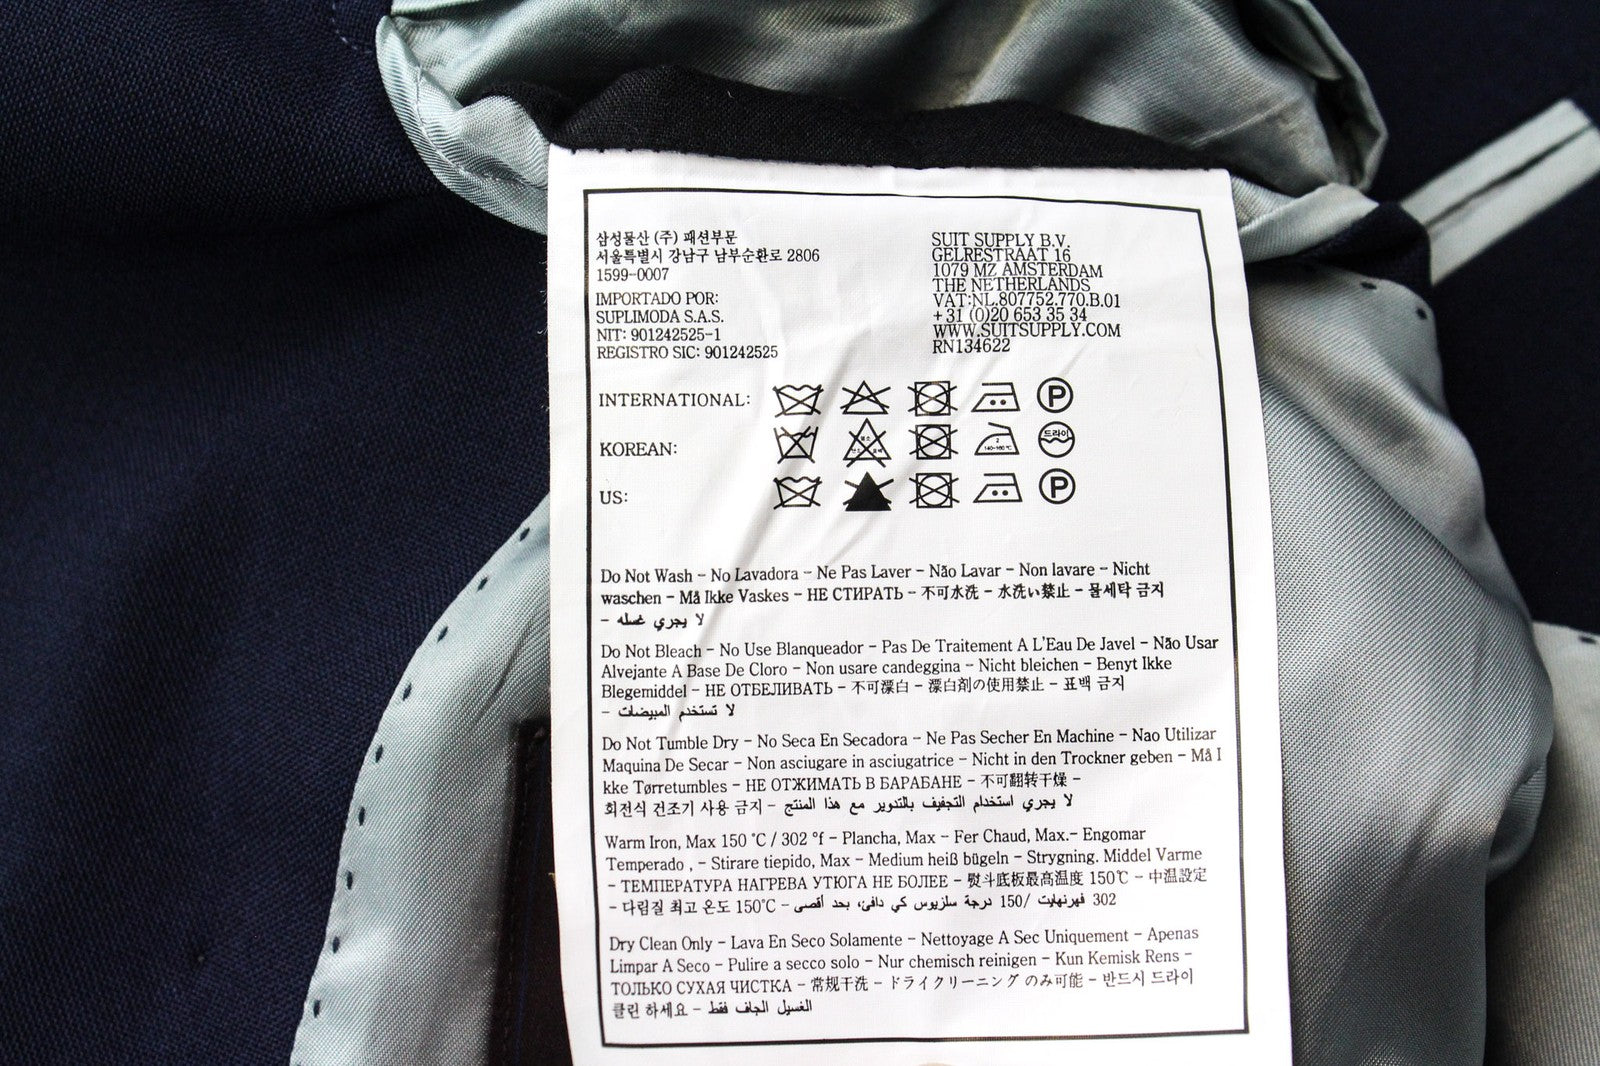 삼성물산 (주) 패션부문
서울특별시 강남구 남부순환로 2806
1599-0007
IMPORTADO POR:
SUPLIMODA S.A.S.
NIT: 901242525-1
REGISTRO SIC: 901242525
SUIT SUPPLY B.V.
GELRESTRAAT 16
1079 MZ AMSTERDAM
THE NETHERLANDS
VAT:NL.807752.770.B.01
+31 (0)20 653 35 34
WWW.SUITSUPPLY.COM
RN134622
INTERNATIONAL: P
KOREAN: 드라이
US: P
Do Not Wash - No Lavadora - Ne Pas Laver - Não Lavar - Non lavare - Nicht
waschen - Må Ikke Vaskes - НЕ СТИРАТЬ - 不可水洗 - 水洗い禁止 - 물세탁 금지
- لا يجري غسله
Do Not Bleach - No Use Blanqueador - Pas De Traitement A L'Eau De Javel - Não Usar
Alvejante A Base De Cloro - Non usare candeggina - Nicht bleichen - Benyt Ikke
Blegemiddel - НЕ ОТБЕЛИВАТЬ - 不可漂白 - 漂白剤の使用禁止 - 표백 금지
- لا تستخدم المبيضات
Do Not Tumble Dry - No Seca En Secadora - Ne Pas Secher En Machine - Nao Utilizar
Maquina De Secar - Non asciugare in asciugatrice - Nicht in den Trockner geben - Må I
kke Tørretumbles - НЕ ОТЖИМАТЬ В БАРАБАНЕ - 不可翻转干燥 -
회전식 건조기 사용 금지 - لا يجري استخدام التجفيف بالتدوير مع هذا المنتج
Warm Iron, Max 150 °C / 302 °f - Plancha, Max - Fer Chaud, Max.- Engomar
Temperado , - Stirare tiepido, Max - Medium heiß bügeln - Strygning. Middel Varme
- ТЕМПЕРАТУРА НАГРЕВА УТЮГА НЕ БОЛЕЕ - 熨斗底板最高温度 150℃ - 中温設定
- 다림질 최고 온도 150℃ - 302 فهرنهايت /150 درجة سلزيوس كي دافئ، بحد أقصى
Dry Clean Only - Lava En Seco Solamente - Nettoyage A Sec Uniquement - Apenas
Limpar A Seco - Pulire a secco solo - Nur chemisch reinigen - Kun Kemisk Rens -
ТОЛЬКО СУХАЯ ЧИСТКА - 常规干洗 - ドライクリーニング のみ可能 - 반드시 드라이
클린 하세요 - الغسيل الجاف فقط